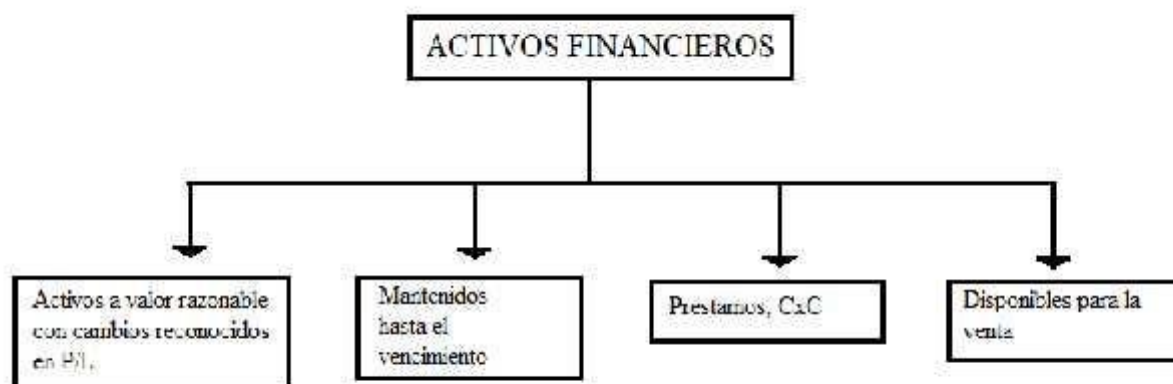 ACTIVOS FINANCIEROS
Activos a valor razonable
con cambios reconocidos
en P/L
Mantenidos
hasta el
vencimiento
Prestamos, CxC
Disponibles para la
venta